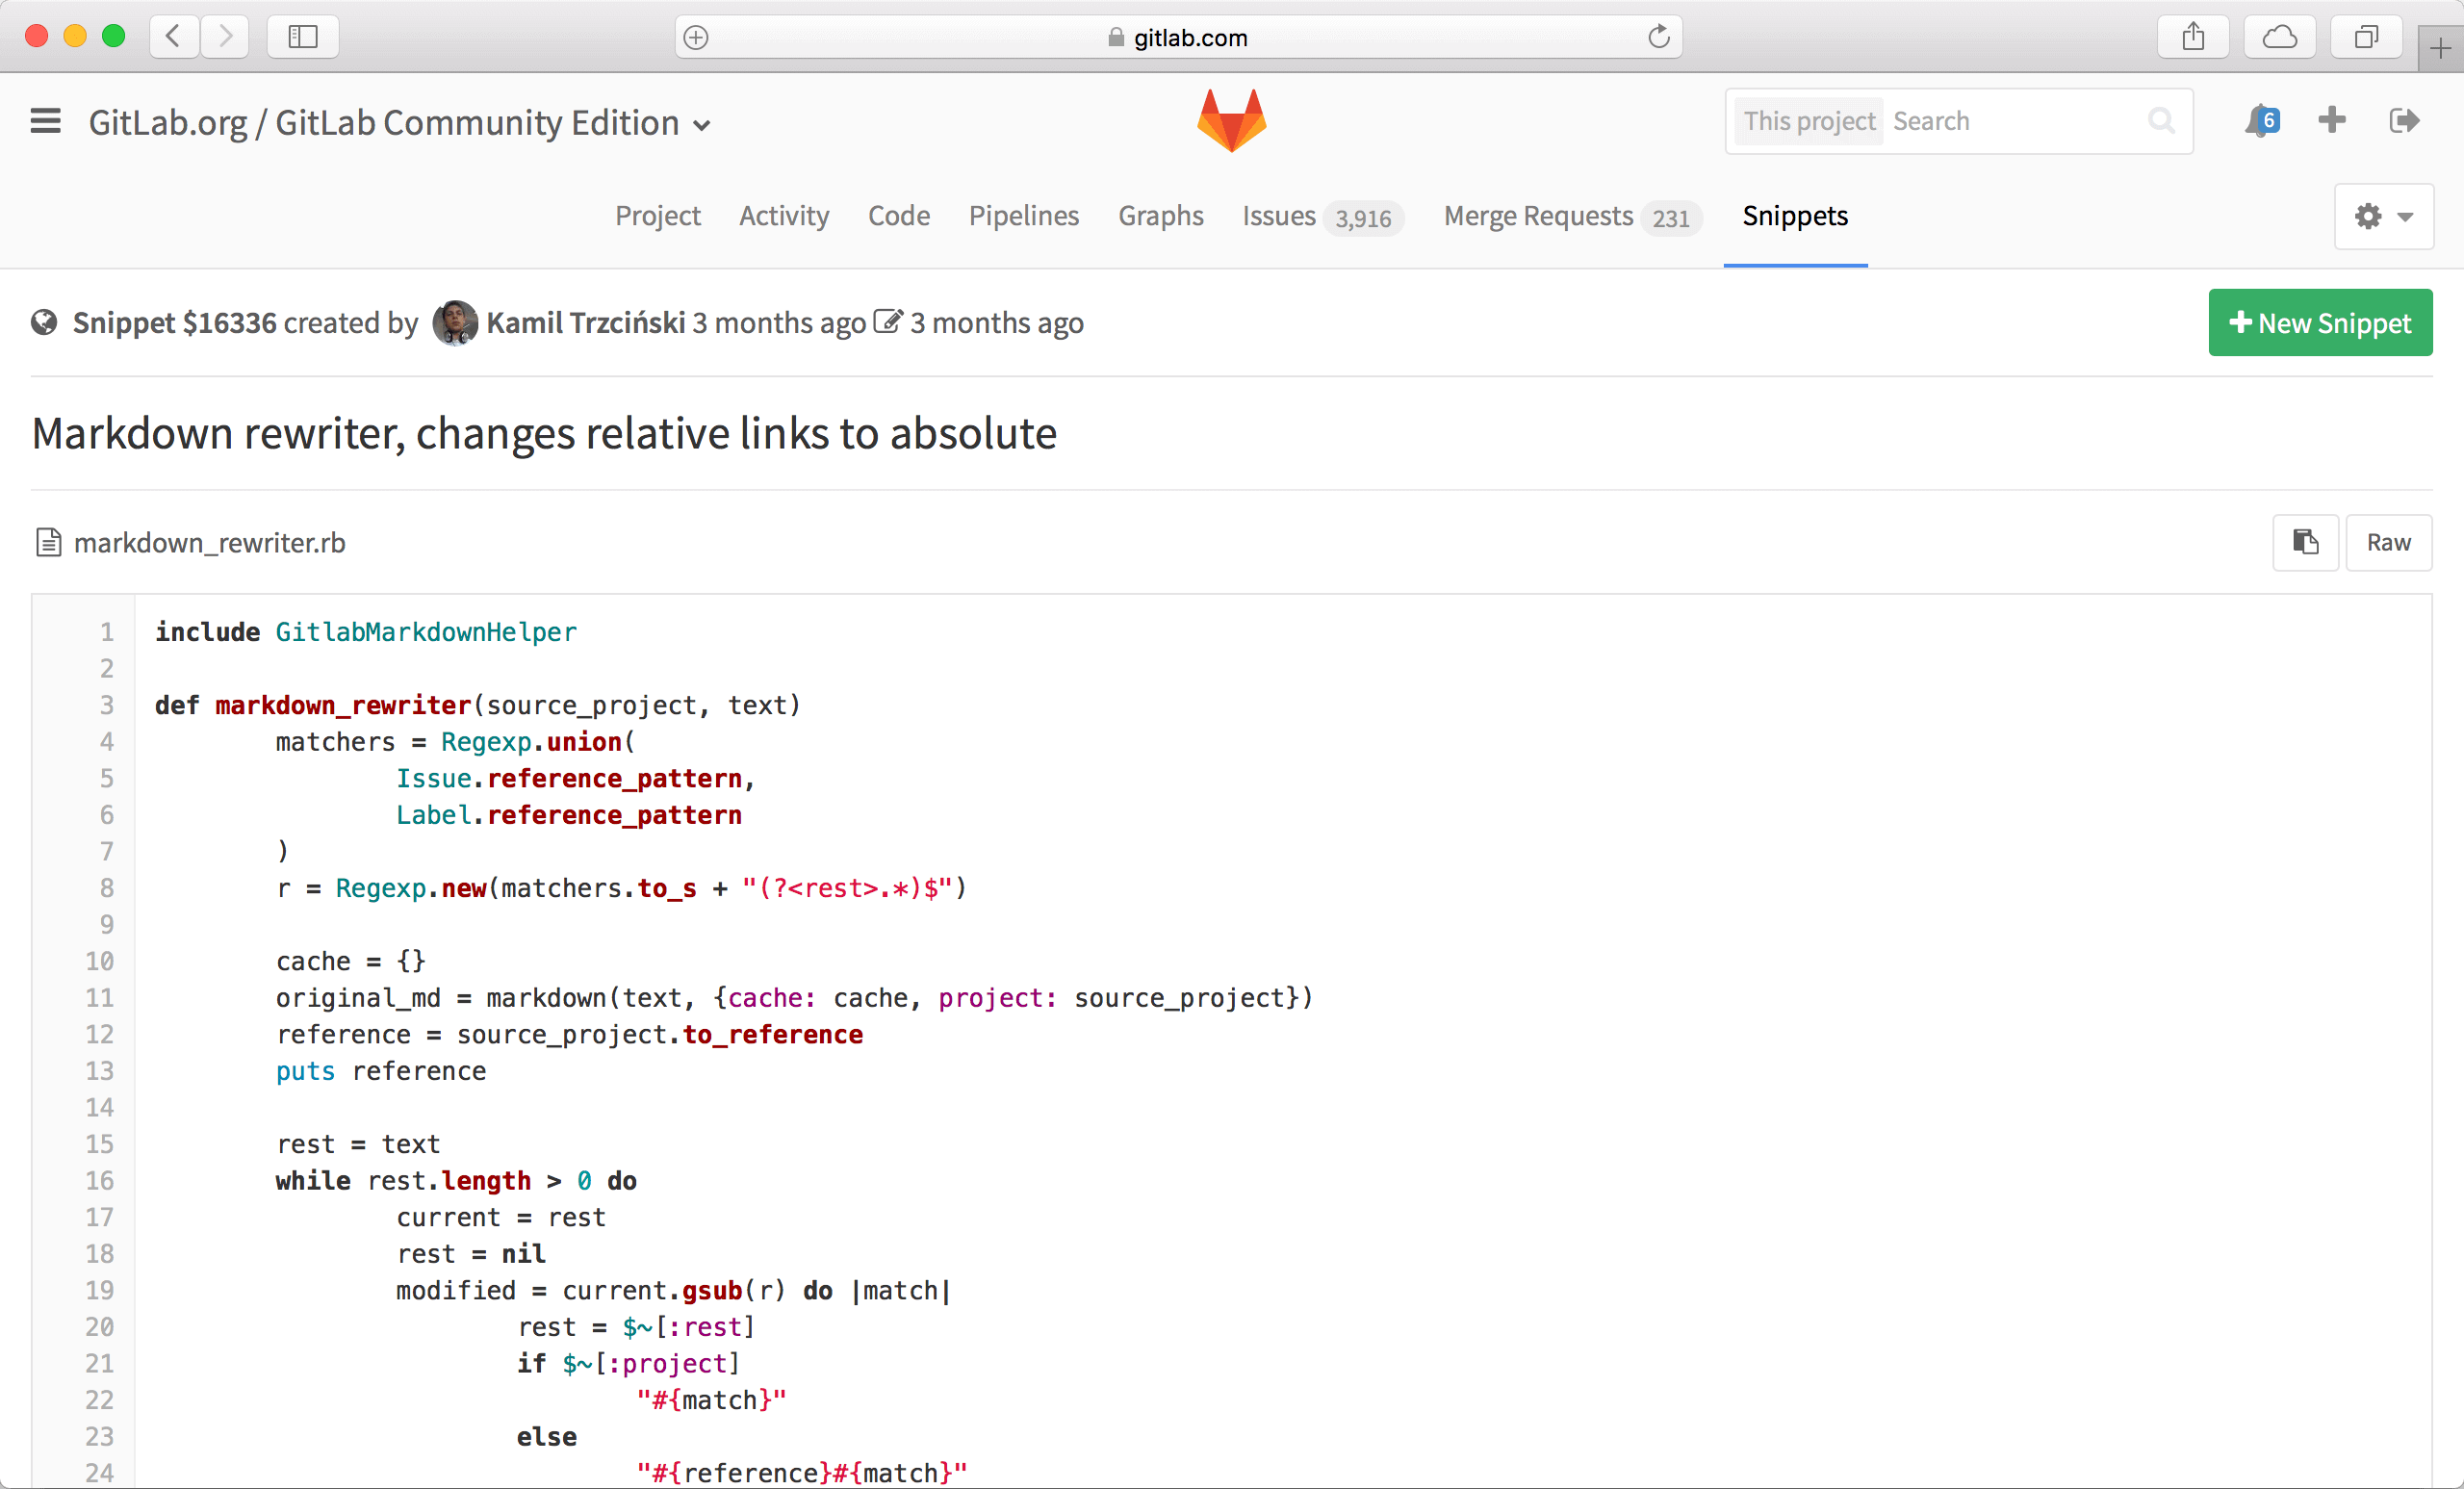 gitlab.com
GitLab.org / GitLab Community Edition
This project Search
6
Project Activity Code Pipelines Graphs Issues 3,916 Merge Requests 231 Snippets
Snippet $16336 created by Kamil Trzciński 3 months ago 3 months ago
New Snippet
Markdown rewriter, changes relative links to absolute
markdown_rewriter.rb
Raw
1 include GitlabMarkdownHelper
2
3 def markdown_rewriter(source_project, text)
4 matchers = Regexp.union(
5 Issue.reference_pattern,
6 Label.reference_pattern
7 )
8 r = Regexp.new(matchers.to_s + "(?<rest>.*)$")
9
10 cache = {}
11 original_md = markdown(text, {cache: cache, project: source_project})
12 reference = source_project.to_reference
13 puts reference
14
15 rest = text
16 while rest.length > 0 do
17 current = rest
18 rest = nil
19 modified = current.gsub(r) do |match|
20 rest = $~[:rest]
21 if $~[:project]
22 "#{match}"
23 else
24 "#{reference}#{match}"